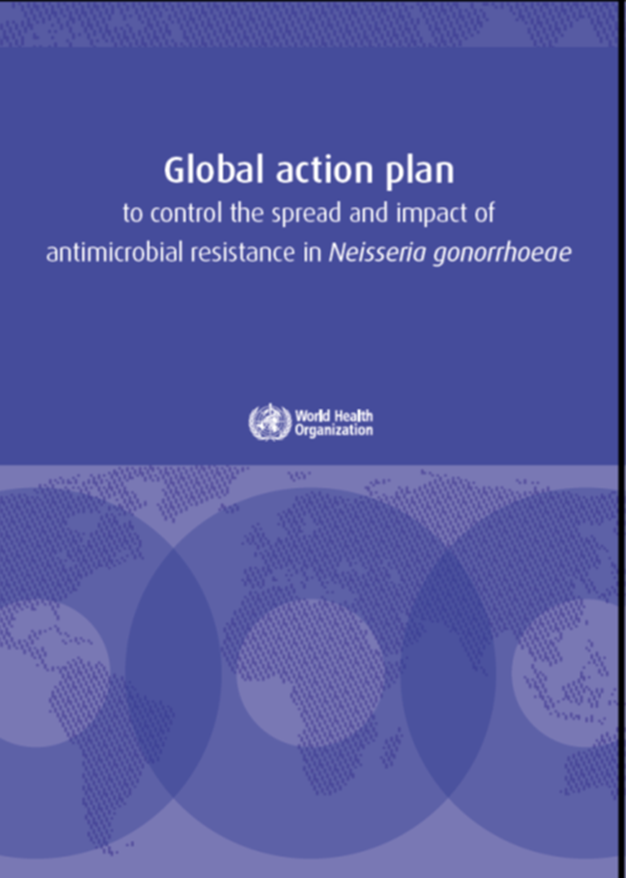 Global action plan
to control the spread and impact of
antimicrobial resistance in Neisseria gonorrhoeae
World Health
Organization